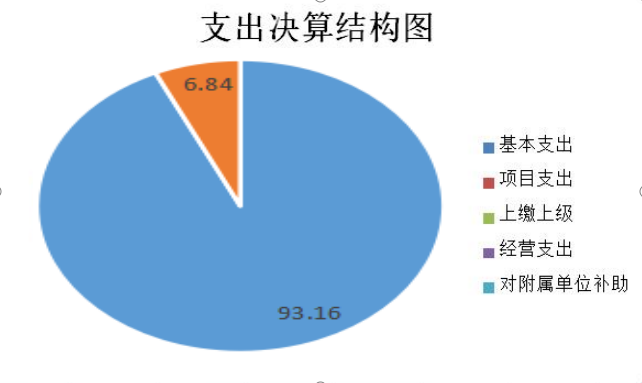 支出决算结构图
6.84
93.16
基本支出
项目支出
上缴上级
经营支出
对附属单位补助